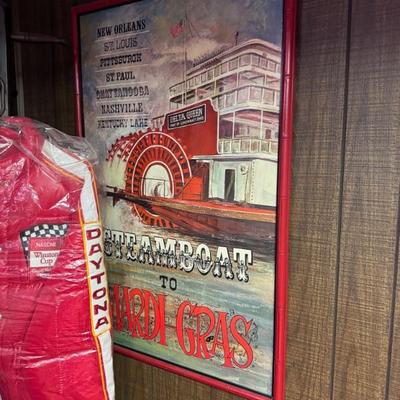 NEW ORLEANS
ST. LOUIS
PITTSBURGH
ST PAUL
CHATTANOOGA
NASHVILLE
KENTUCKY LAKE
DELTA QUEEN
STEAMBOAT
TO
MARDI GRAS
NASCAR
Winston
Cup
DAYTONA